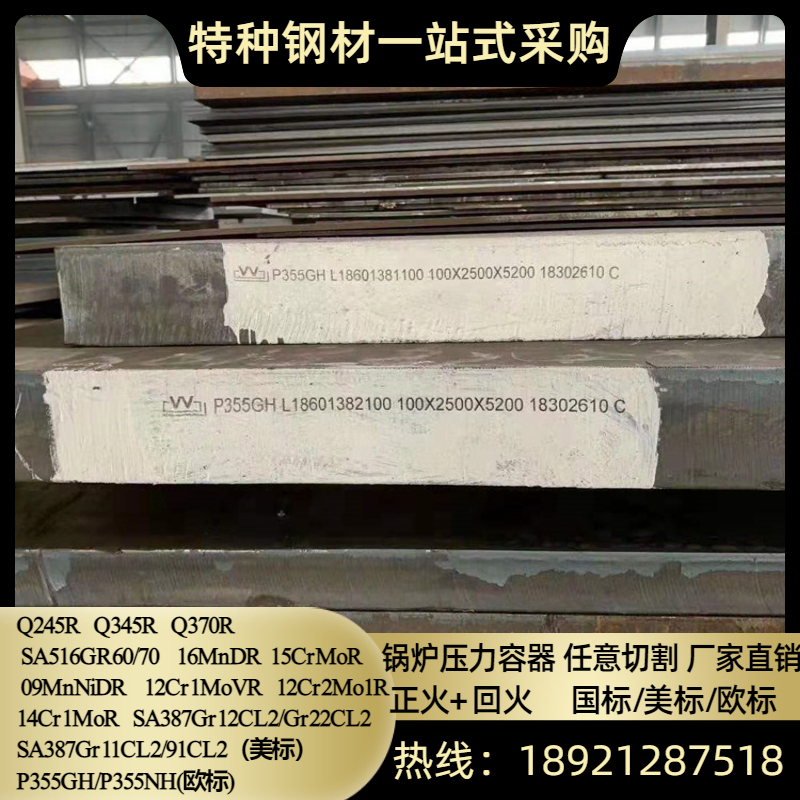 特种钢材一站式采购
P355GH L18601381100 100X2500X5200 18302610 C
P355GH L18601382100 100X2500X5200 18302610 C
Q245R Q345R Q370R
SA516GR60/70 16MnDR 15CrMoR
09MnNiDR 12Cr1MoVR 12Cr2Mo1R
14Cr1MoR SA387Gr12CL2/Gr22CL2
SA387Gr11CL2/91CL2（美标）
P355GH/P355NH(欧标)
锅炉压力容器 任意切割 厂家直销
正火+回火 国标/美标/欧标
热线：18921287518